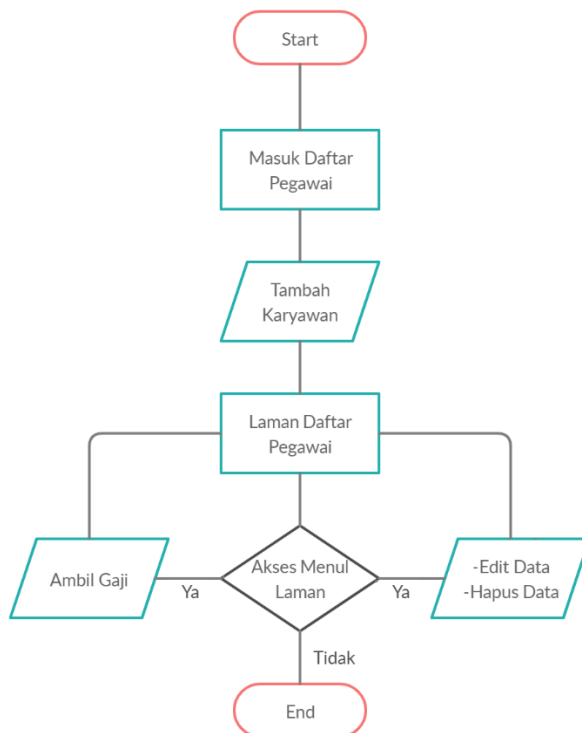 Start
Masuk Daftar
Pegawai
Tambah
Karyawan
Laman Daftar
Pegawai
Ambil Gaji
Ya
Akses Menul
Laman
Ya
-Edit Data
-Hapus Data
Tidak
End